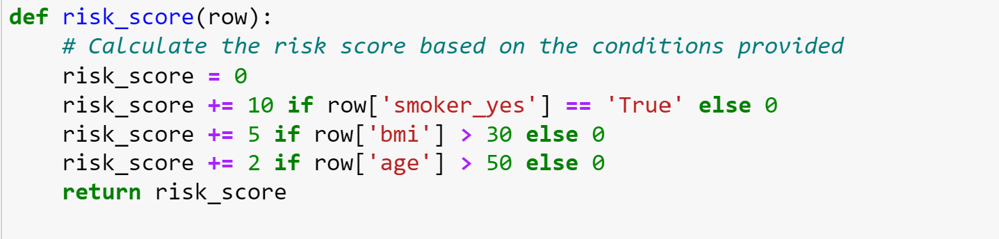 def risk_score(row):
    # Calculate the risk score based on the conditions provided
    risk_score = 0
    risk_score += 10 if row['smoker_yes'] == 'True' else 0
    risk_score += 5 if row['bmi'] > 30 else 0
    risk_score += 2 if row['age'] > 50 else 0
    return risk_score